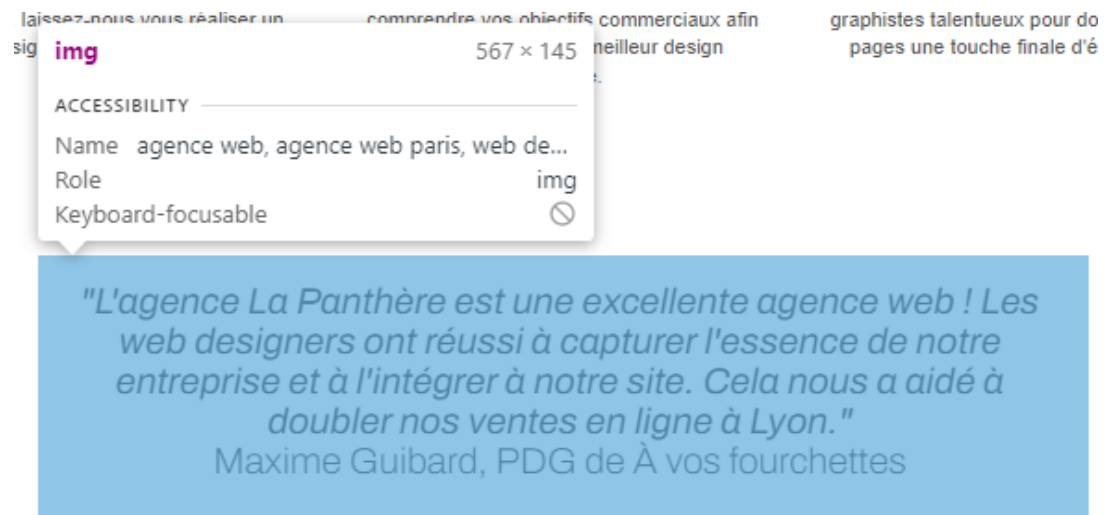 laissez-nous vous réaliser un
comprendre vos objectifs commerciaux afin
graphistes talentueux pour do
sig
meilleur design
pages une touche finale d'é
img 567 × 145
ACCESSIBILITY
Name agence web, agence web paris, web de...
Role img
Keyboard-focusable
"L'agence La Panthère est une excellente agence web ! Les
web designers ont réussi à capturer l'essence de notre
entreprise et à l'intégrer à notre site. Cela nous a aidé à
doubler nos ventes en ligne à Lyon."
Maxime Guibard, PDG de À vos fourchettes